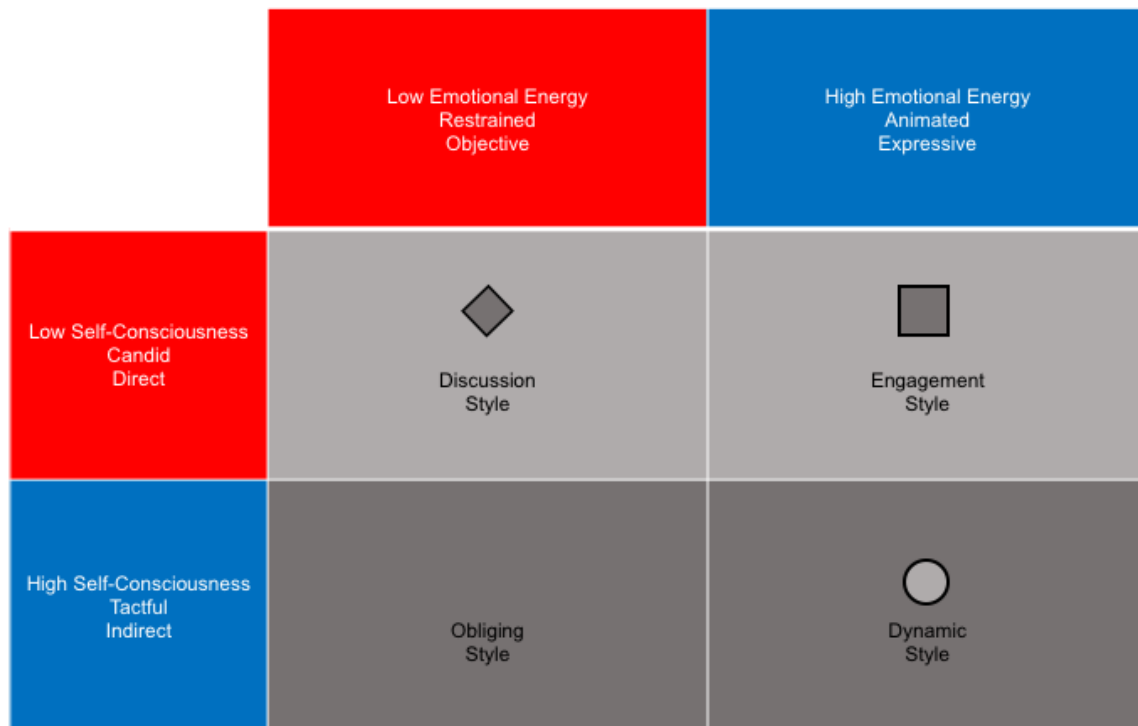 Low Emotional Energy
Restrained
Objective
High Emotional Energy
Animated
Expressive
Low Self-Consciousness
Candid
Direct
Discussion
Style
Engagement
Style
High Self-Consciousness
Tactful
Indirect
Obliging
Style
Dynamic
Style